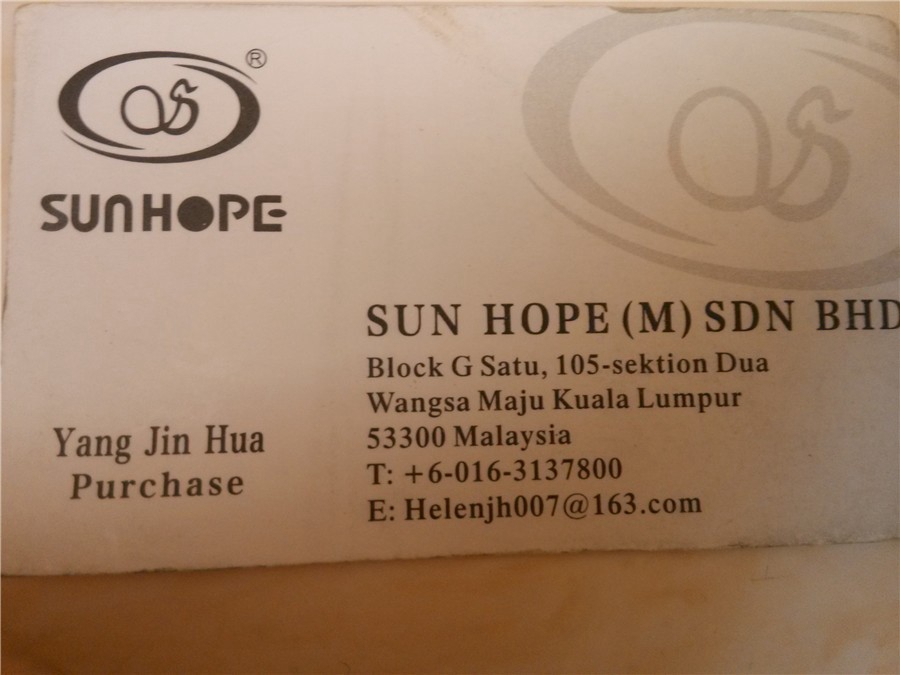 ®
SUNHOPE
SUN HOPE (M) SDN BHD
Block G Satu, 105-sektion Dua
Wangsa Maju Kuala Lumpur
53300 Malaysia
T: +6-016-3137800
E: Helenjh007@163.com
Yang Jin Hua
Purchase